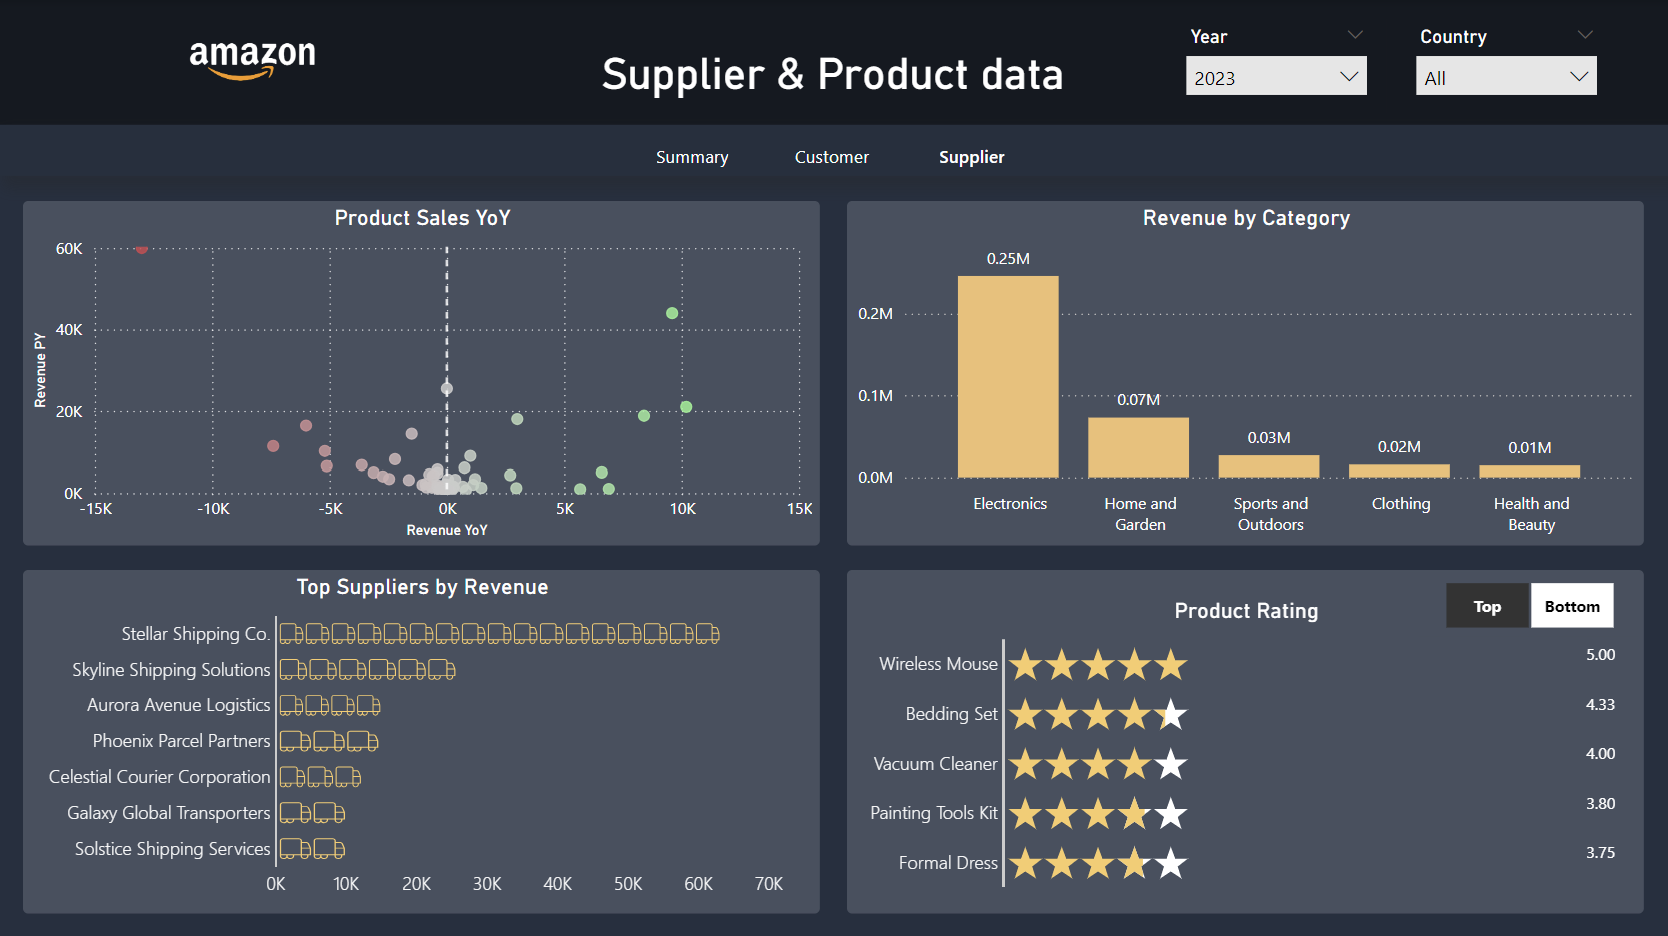 amazon
Supplier & Product data
Year
2023
Country
All
Summary
Customer
Supplier
Product Sales YoY
Revenue PY
60K
40K
20K
0K
-15K
-10K
-5K
0K
5K
10K
15K
Revenue YoY
Revenue by Category
0.2M
0.1M
0.0M
0.25M
0.07M
0.03M
0.02M
0.01M
Electronics
Home and
Garden
Sports and
Outdoors
Clothing
Health and
Beauty
Top Suppliers by Revenue
Stellar Shipping Co.
Skyline Shipping Solutions
Aurora Avenue Logistics
Phoenix Parcel Partners
Celestial Courier Corporation
Galaxy Global Transporters
Solstice Shipping Services
0K
10K
20K
30K
40K
50K
60K
70K
Product Rating
Top
Bottom
Wireless Mouse
5.00
Bedding Set
4.33
Vacuum Cleaner
4.00
Painting Tools Kit
3.80
Formal Dress
3.75